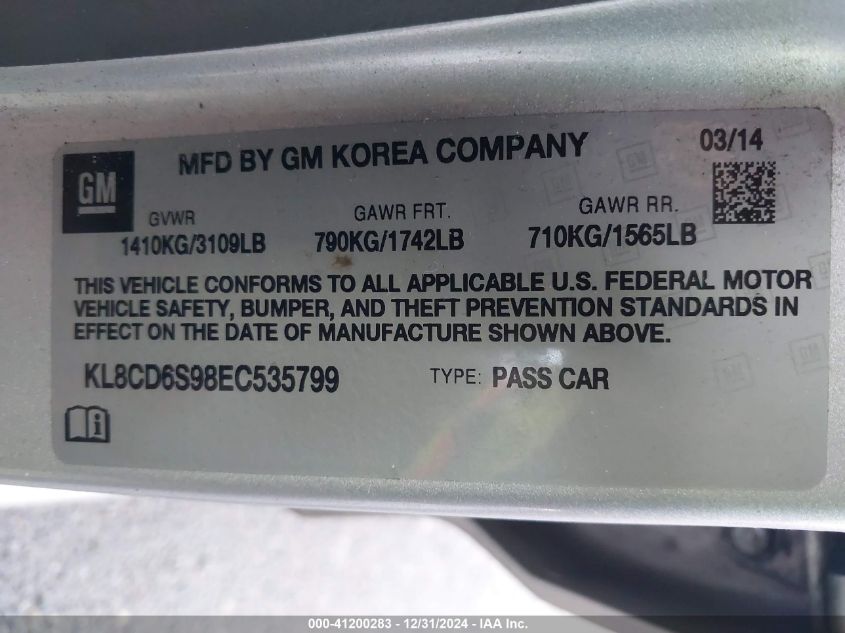 MFD BY GM KOREA COMPANY 03/14
GM
GVWR GAWR FRT. GAWR RR.
1410KG/3109LB 790KG/1742LB 710KG/1565LB
THIS VEHICLE CONFORMS TO ALL APPLICABLE U.S. FEDERAL MOTOR
VEHICLE SAFETY, BUMPER, AND THEFT PREVENTION STANDARDS IN
EFFECT ON THE DATE OF MANUFACTURE SHOWN ABOVE.
KL8CD6S98EC535799 TYPE: PASS CAR
i
000-41200283 - 12/31/2024 - IAA Inc.